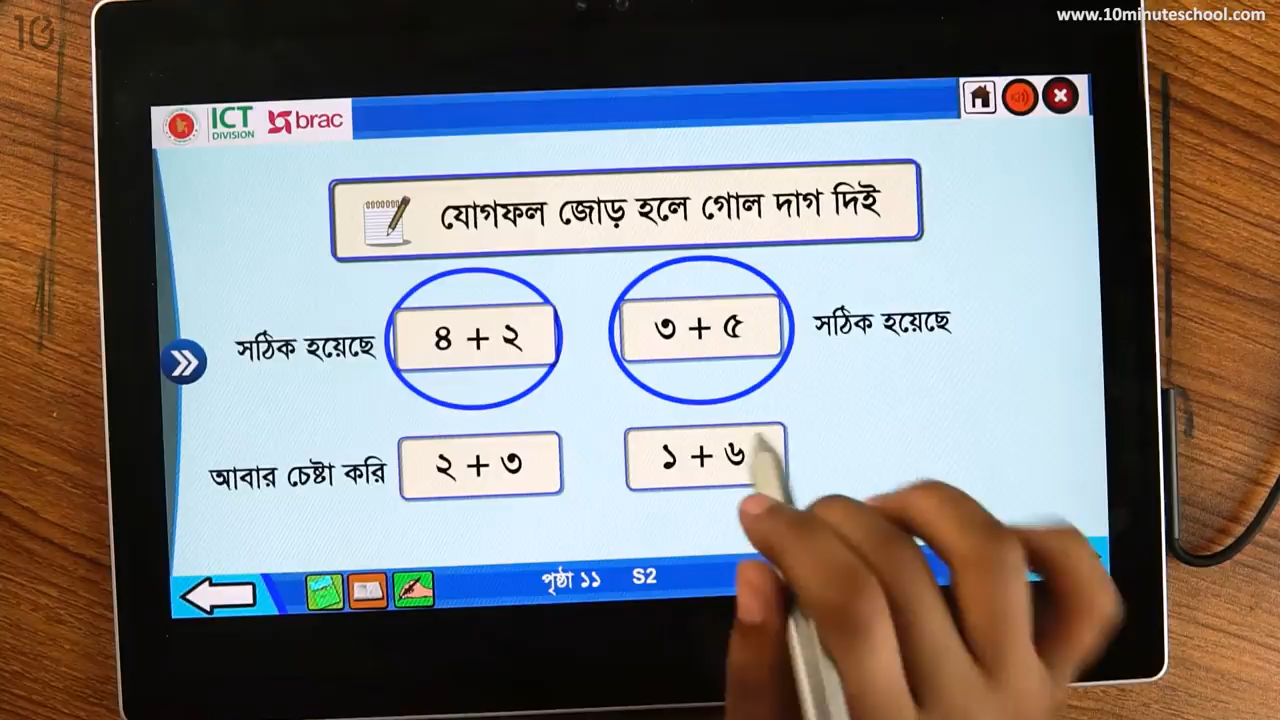 www.10minuteschool.com
10
ICT
DIVISION
brac
যোগফল জোড় হলে গোল দাগ দিই
সঠিক হয়েছে
৪ + ২
৩ + ৫
সঠিক হয়েছে
আবার চেষ্টা করি
২ + ৩
১ + ৬
পৃষ্ঠা ১১ S2